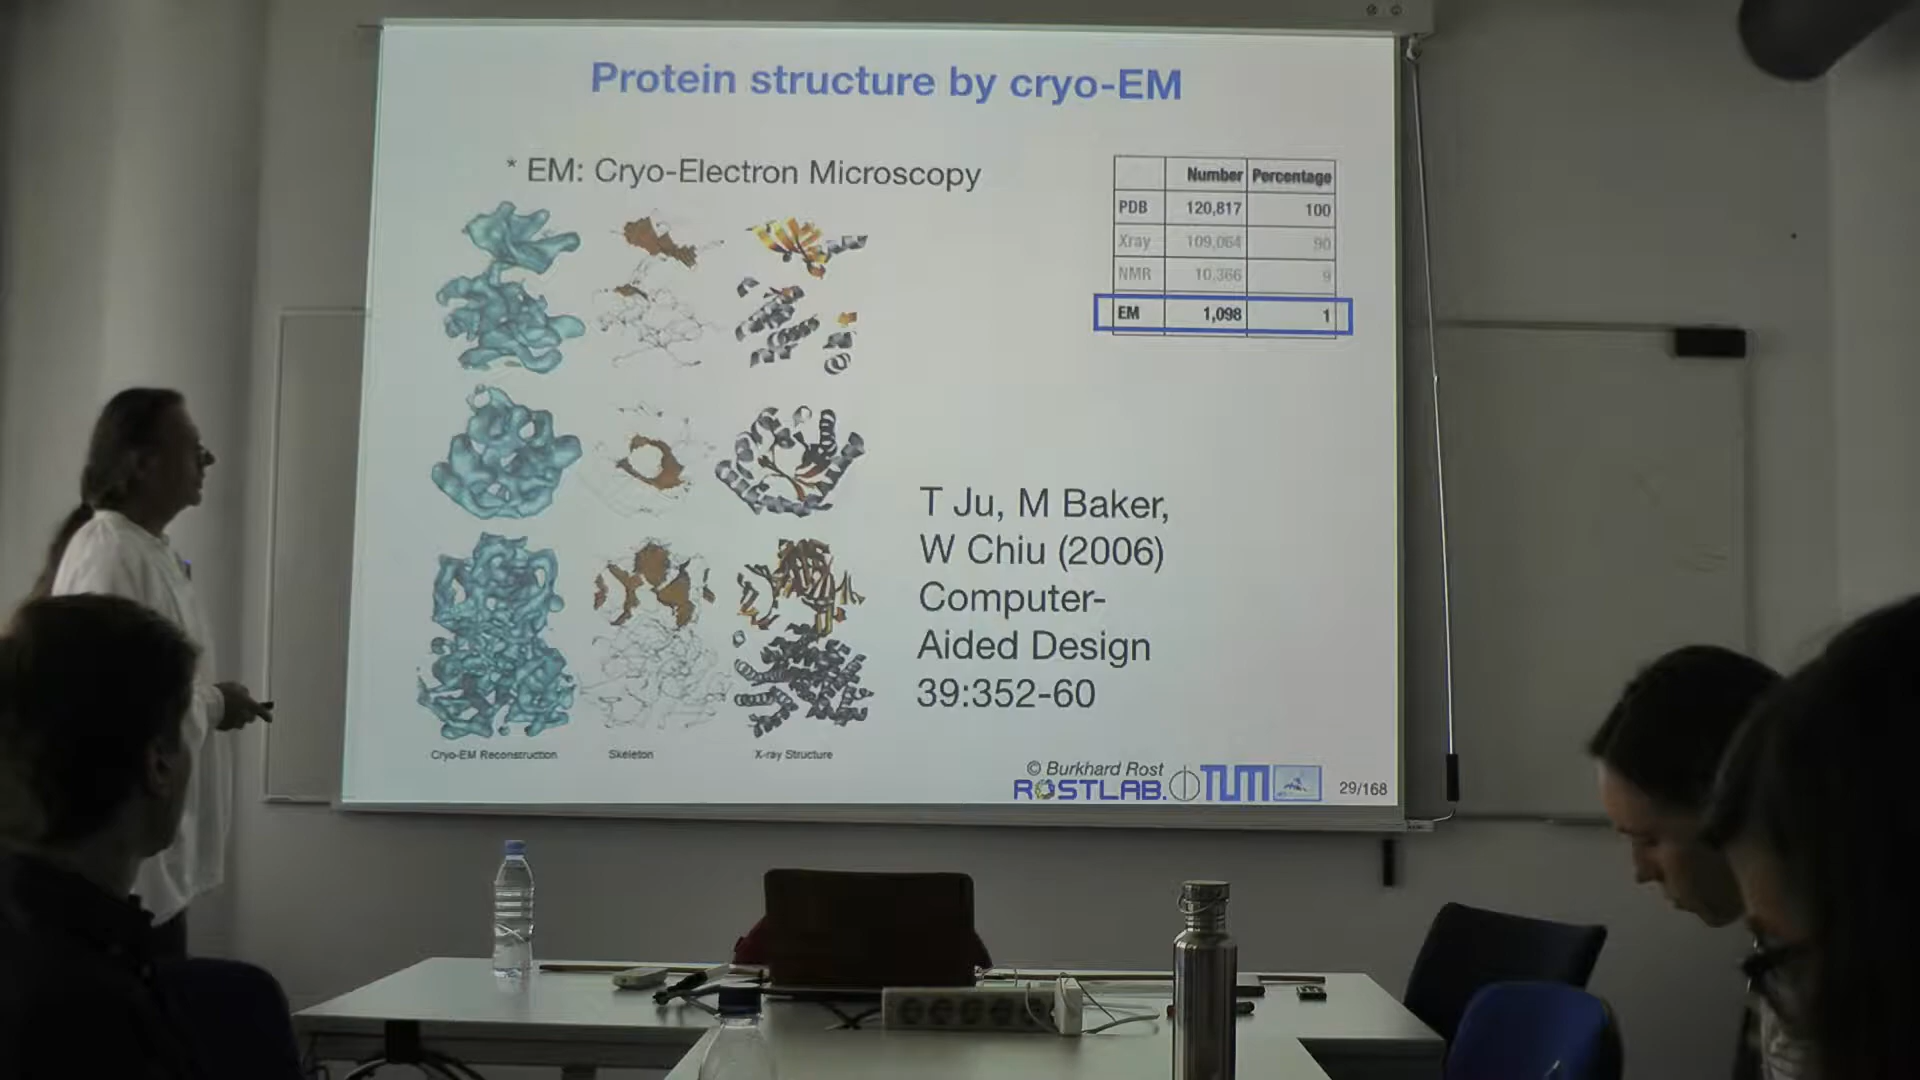 Protein structure by cryo-EM
* EM: Cryo-Electron Microscopy
Number Percentage
PDB 120,817 100
Xray 109,064 90
NMR 10,366 9
EM 1,098 1
T Ju, M Baker,
W Chiu (2006)
Computer-
Aided Design
39:352-60
Cryo-EM Reconstruction Skeleton X-ray Structure
© Burkhard Rost
ROSTLAB. TUM
29/168